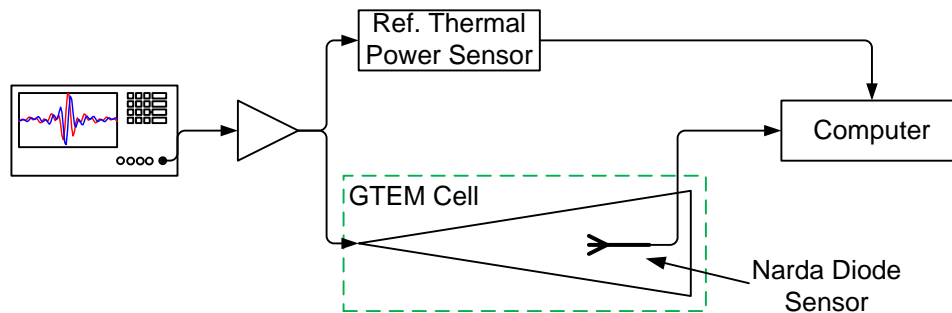 Ref. Thermal
Power Sensor
Computer
GTEM Cell
Narda Diode
Sensor